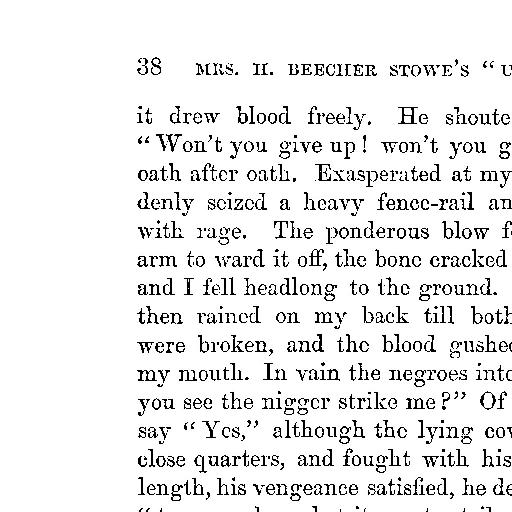 38 MRS. H. BEECHER STOWE'S "U
it drew blood freely. He shoute
"Won't you give up! won't you g
oath after oath. Exasperated at my
denly seized a heavy fence-rail an
with rage. The ponderous blow f
arm to ward it off, the bone cracked
and I fell headlong to the ground.
then rained on my back till both
were broken, and the blood gushed
my mouth. In vain the negroes inte
you see the nigger strike me?" Of
say "Yes," although the lying cow
close quarters, and fought with his
length, his vengeance satisfied, he de